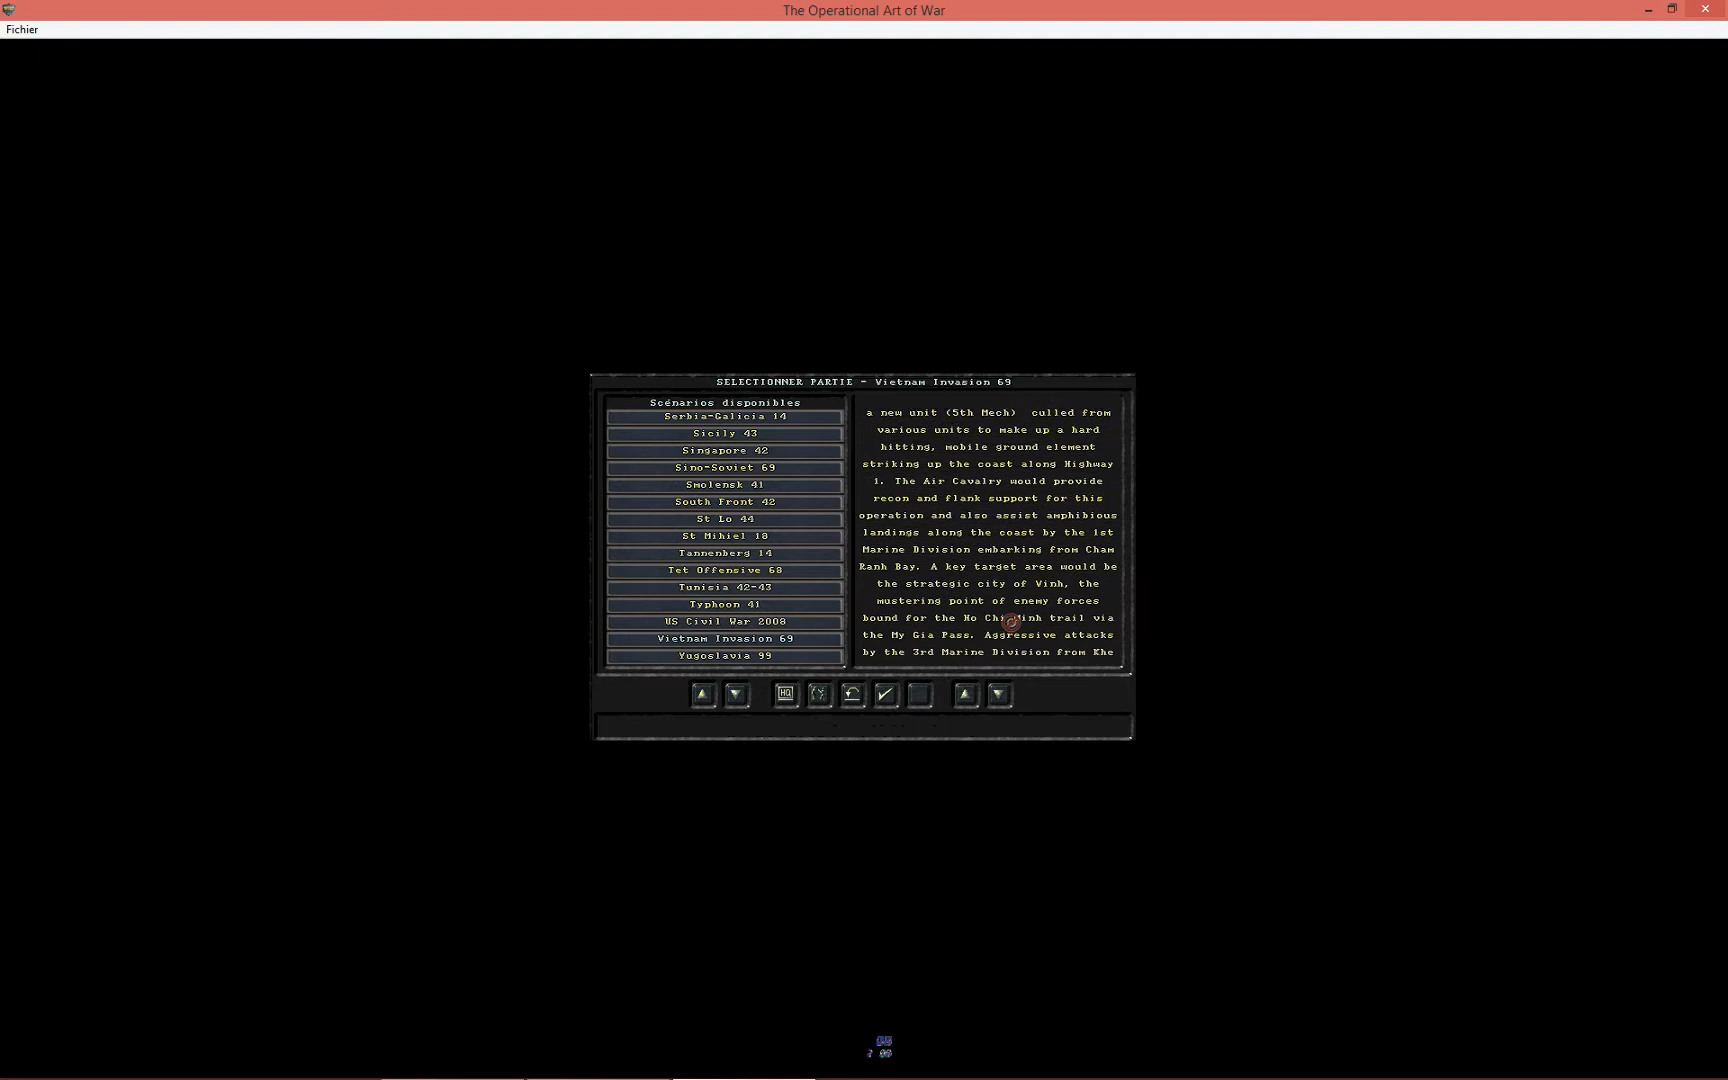 The Operational Art of War
Fichier
SELECTIONNER PARTIE - Vietnam Invasion 69
Scénarios disponibles
Serbia-Galicia 14
Sicily 43
Singapore 42
Sino-Soviet 69
Smolensk 41
South Front 42
St Lo 44
St Mihiel 18
Tannenberg 14
Tet Offensive 68
Tunisia 42-43
Typhoon 41
US Civil War 2008
Vietnam Invasion 69
Yugoslavia 99
a new unit (5th Mech) culled from
various units to make up a hard
hitting, mobile ground element
striking up the coast along Highway
1. The Air Cavalry would provide
recon and flank support for this
operation and also assist amphibious
landings along the coast by the 1st
Marine Division embarking from Cham
Ranh Bay. A key target area would be
the strategic city of Vinh, the
mustering point of enemy forces
bound for the Ho Chi Minh trail via
the My Gia Pass. Aggressive attacks
by the 3rd Marine Division from Khe
HQ